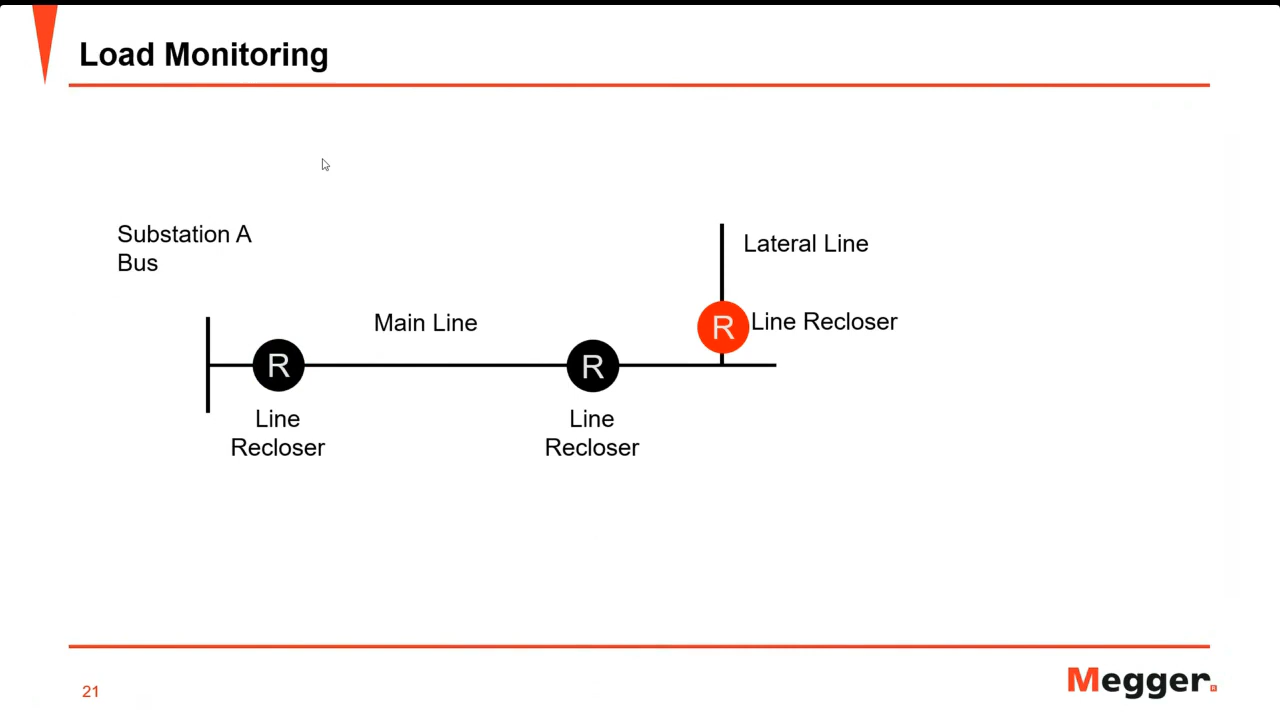 Load Monitoring
Substation A
Bus
Lateral Line
Main Line
Line Recloser
R
R
R
Line
Recloser
Line
Recloser
21
Megger